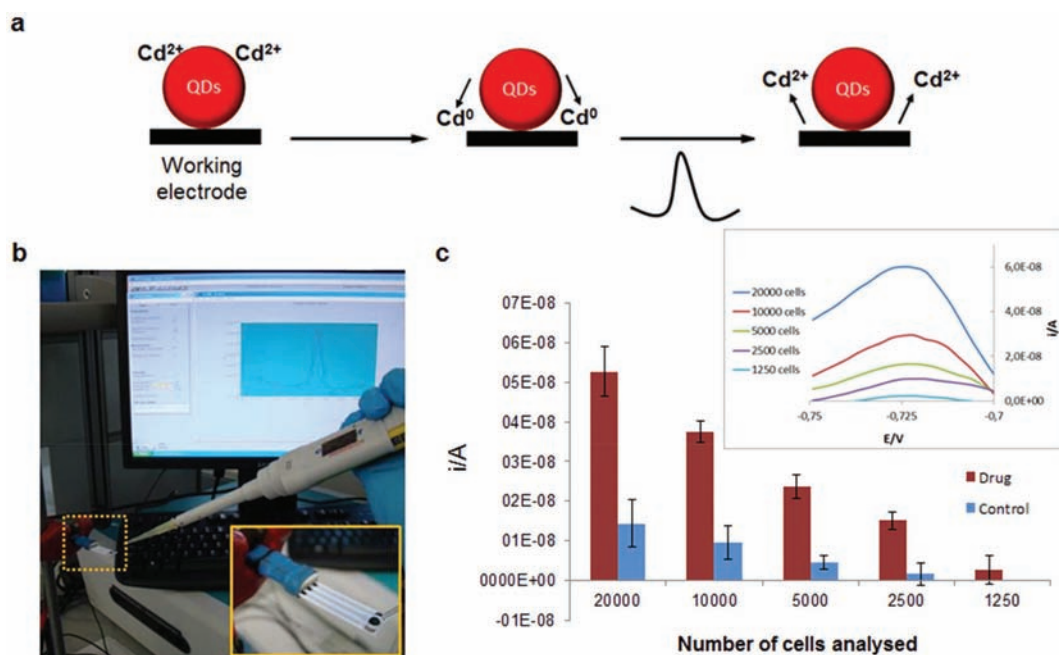 a
Cd2+ Cd2+
QDs
Working
electrode
QDs
Cd0 Cd0
QDs
Cd2+ Cd2+
b
c
07E-08
06E-08
05E-08
04E-08
03E-08
02E-08
01E-08
0000E+00
-01E-08
i/A
20000 10000 5000 2500 1250
Number of cells analysed
Drug
Control
20000 cells
10000 cells
5000 cells
2500 cells
1250 cells
6,0E-08
4,0E-08
2,0E-08
0,0E+00
i/A
-0,75 -0,725 -0,7
E/V